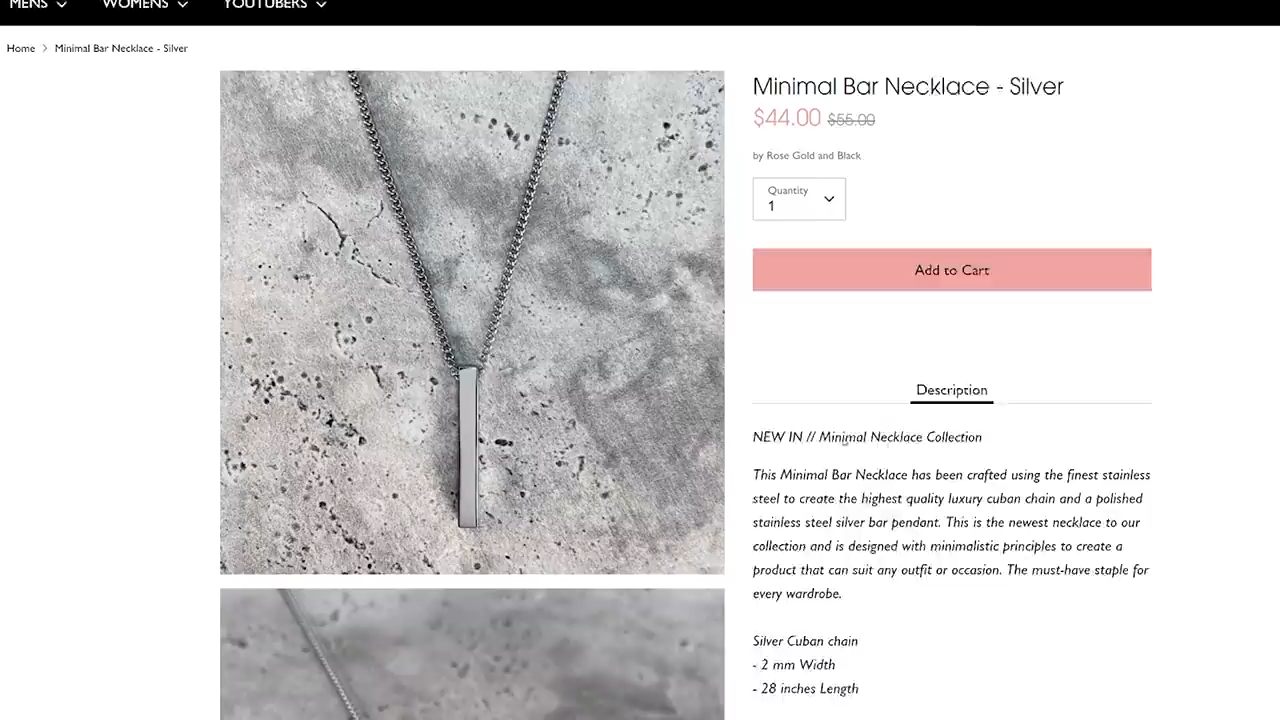 MENS
WOMENS
YOUTUBERS
Home > Minimal Bar Necklace - Silver
Minimal Bar Necklace - Silver
$44.00 $55.00
by Rose Gold and Black
Quantity
1
Add to Cart
Description
NEW IN // Minimal Necklace Collection
This Minimal Bar Necklace has been crafted using the finest stainless
steel to create the highest quality luxury cuban chain and a polished
stainless steel silver bar pendant. This is the newest necklace to our
collection and is designed with minimalistic principles to create a
product that can suit any outfit or occasion. The must-have staple for
every wardrobe.
Silver Cuban chain
- 2 mm Width
- 28 inches Length